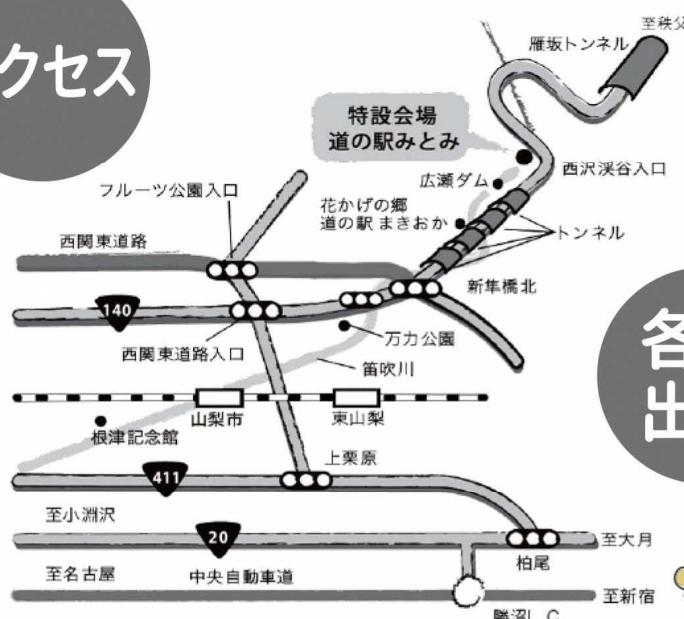 クセス
至秩父
雁坂トンネル
特設会場
道の駅みとみ
西沢渓谷入口
広瀬ダム
フルーツ公園入口
花かげの郷
道の駅 まきおか
トンネル
西関東道路
新隼橋北
140
各
万力公園
西関東道路入口
笛吹川
出
山梨市
東山梨
根津記念館
上栗原
411
至小淵沢
20
至大月
柏尾
至名古屋
中央自動車道
至新宿
勝沼I.C